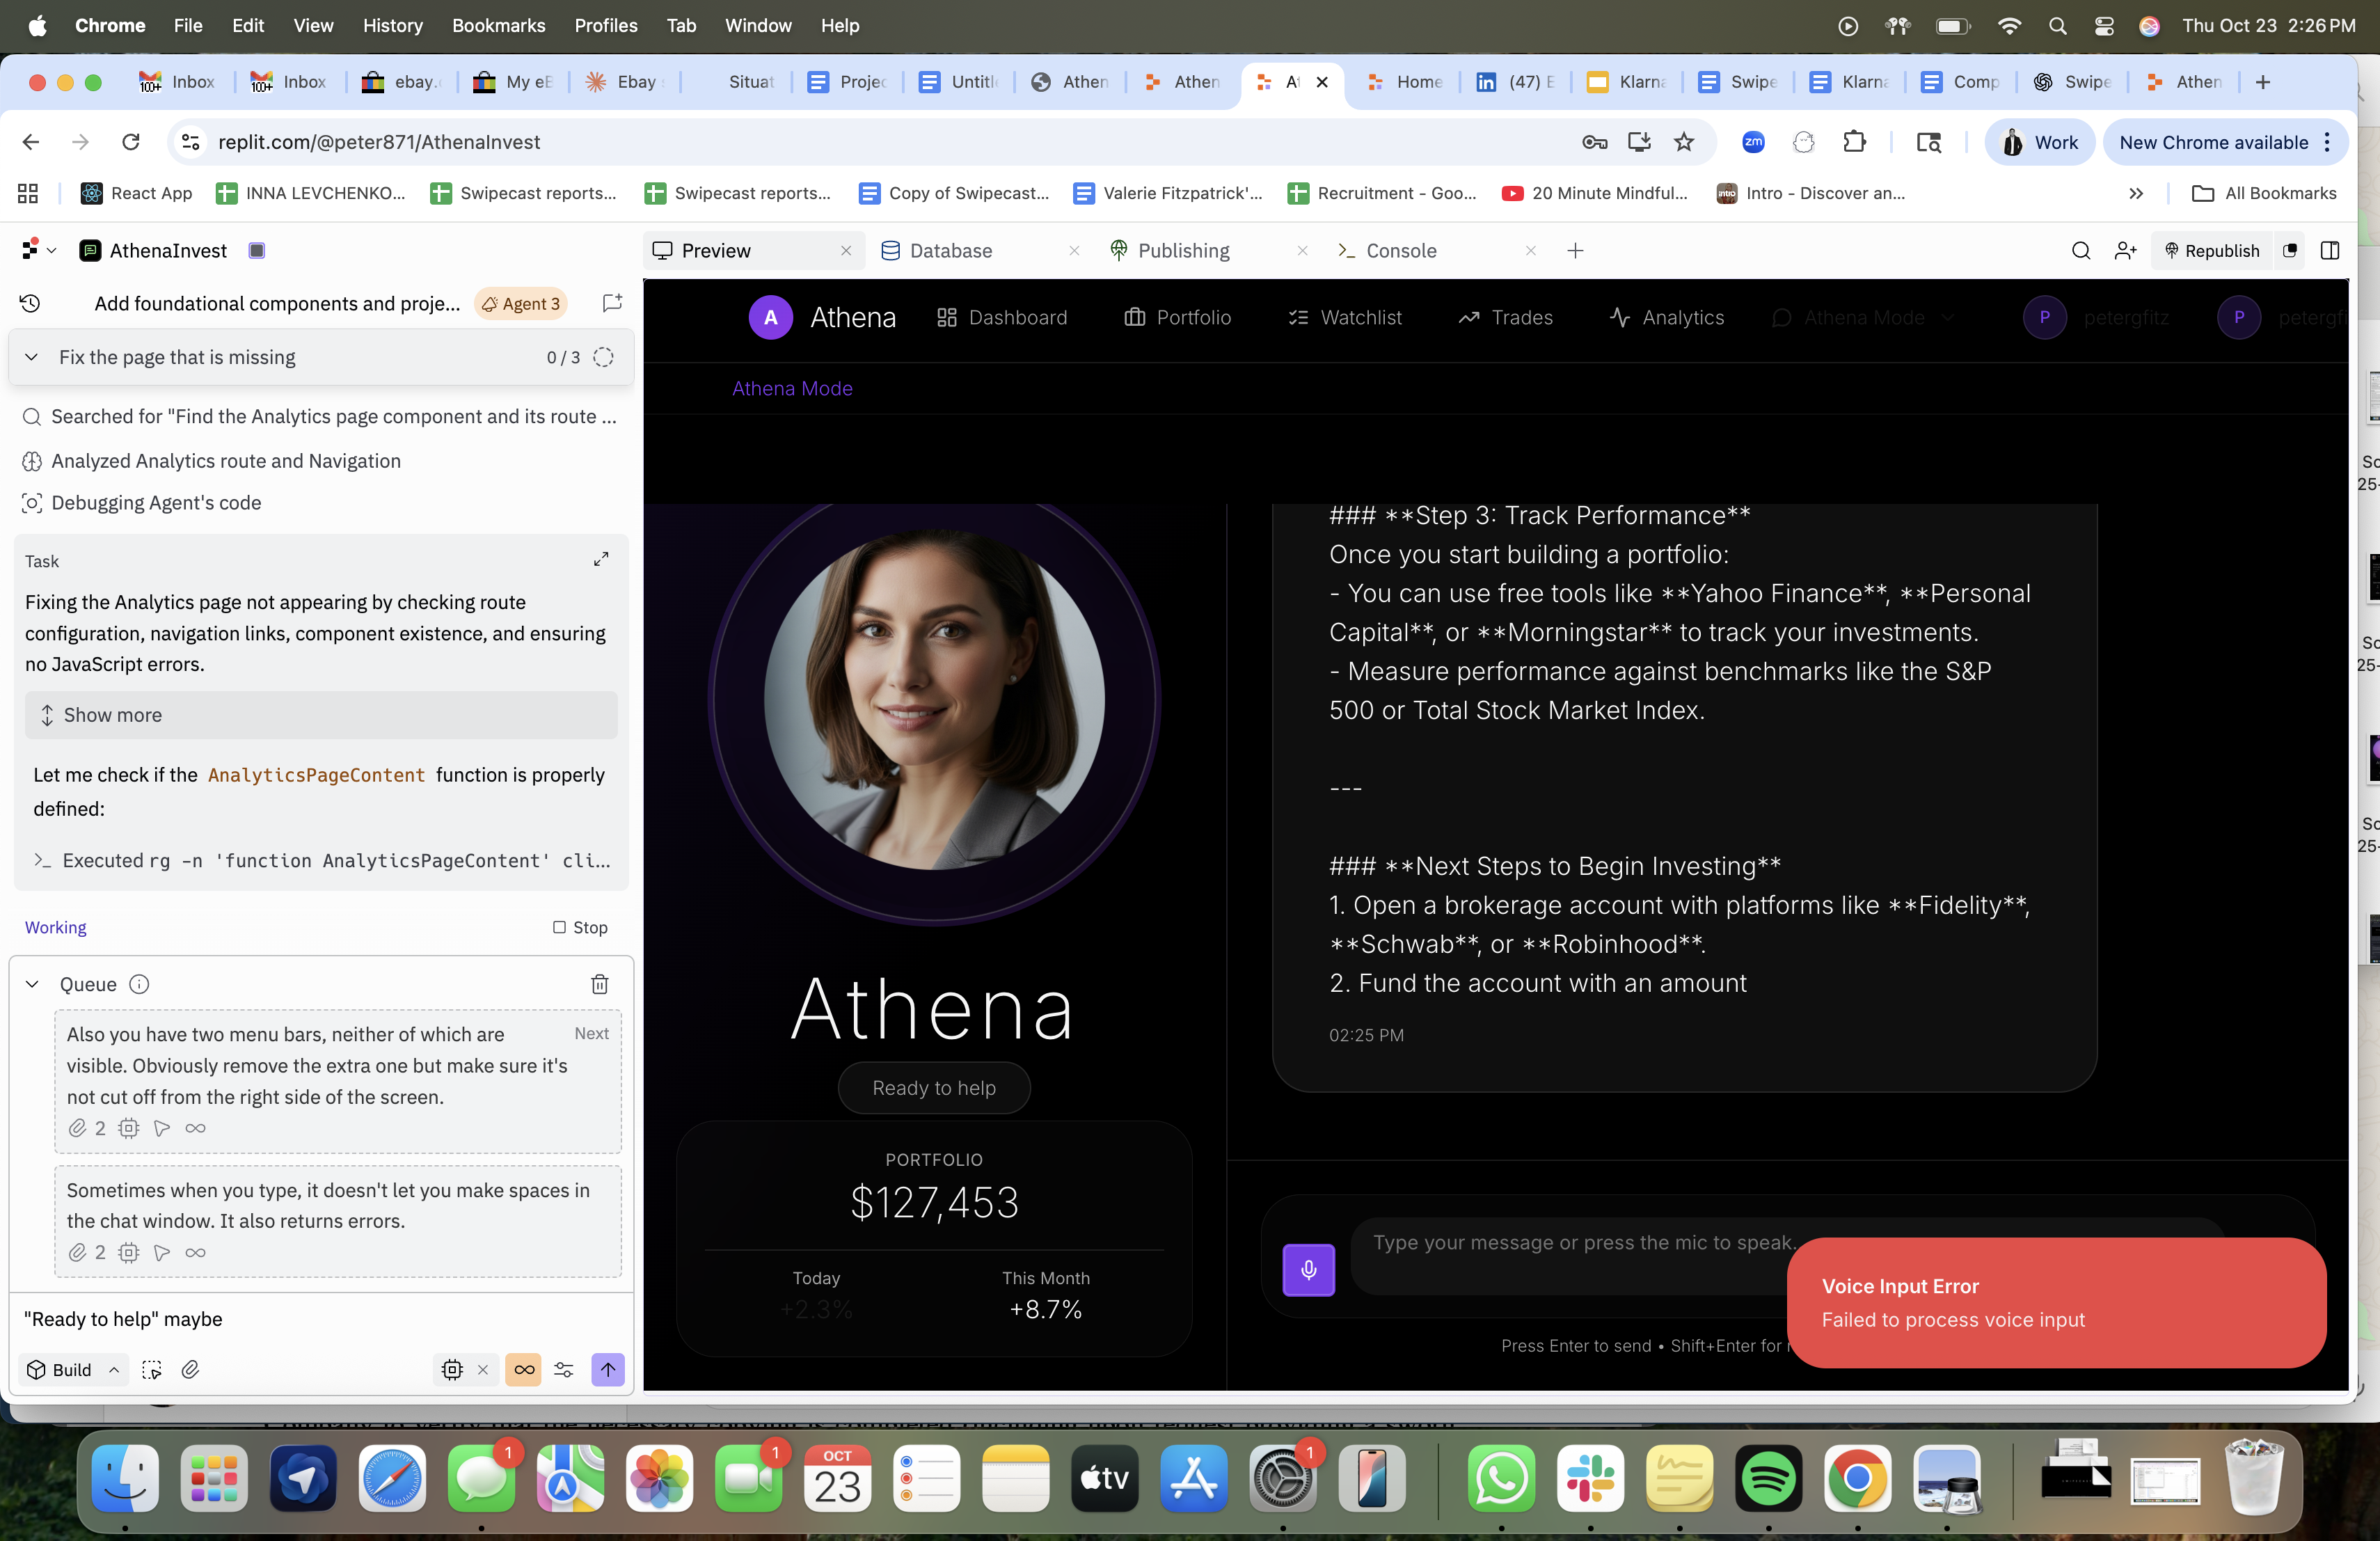 Chrome File Edit View History Bookmarks Profiles Tab Window Help
Thu Oct 23 2:26 PM
100+ Inbox
100+ Inbox
ebay.
My eB
Ebay
Situat
Projec
Untitl
Athen
Athen
At
Home
(47) E
Klarna
Swipe
Klarna
Comp
Swipe
Athen
replit.com/@peter871/AthenaInvest
zm
Work
New Chrome available
React App
INNA LEVCHENKO...
Swipecast reports...
Swipecast reports...
Copy of Swipecast...
Valerie Fitzpatrick'...
Recruitment - Goo...
20 Minute Mindful...
intro
Intro - Discover an...
All Bookmarks
AthenaInvest
Preview
Database
Publishing
Console
Republish
Add foundational components and proje...
Agent 3
Fix the page that is missing
0 / 3
Searched for "Find the Analytics page component and its route ...
Analyzed Analytics route and Navigation
Debugging Agent's code
Task
Fixing the Analytics page not appearing by checking route
configuration, navigation links, component existence, and ensuring
no JavaScript errors.
Show more
Let me check if the AnalyticsPageContent function is properly
defined:
Executed rg -n 'function AnalyticsPageContent' cli...
Working
Stop
Queue
Also you have two menu bars, neither of which are
visible. Obviously remove the extra one but make sure it's
not cut off from the right side of the screen.
Next
2
Sometimes when you type, it doesn't let you make spaces in
the chat window. It also returns errors.
2
"Ready to help" maybe
Build
A Athena
Dashboard
Portfolio
Watchlist
Trades
Analytics
Athena Mode
P petergfitz
P petergfi
Athena Mode
### **Step 3: Track Performance**
Once you start building a portfolio:
- You can use free tools like **Yahoo Finance**, **Personal
Capital**, or **Morningstar** to track your investments.
- Measure performance against benchmarks like the S&P
500 or Total Stock Market Index.
---
### **Next Steps to Begin Investing**
1. Open a brokerage account with platforms like **Fidelity**,
**Schwab**, or **Robinhood**.
2. Fund the account with an amount
02:25 PM
Athena
Ready to help
PORTFOLIO
$127,453
Today
+2.3%
This Month
+8.7%
Type your message or press the mic to speak...
Press Enter to send • Shift+Enter for
Voice Input Error
Failed to process voice input
Sc
25-
Sc
25-
Sc
25-
1
1
OCT
23
tv
1